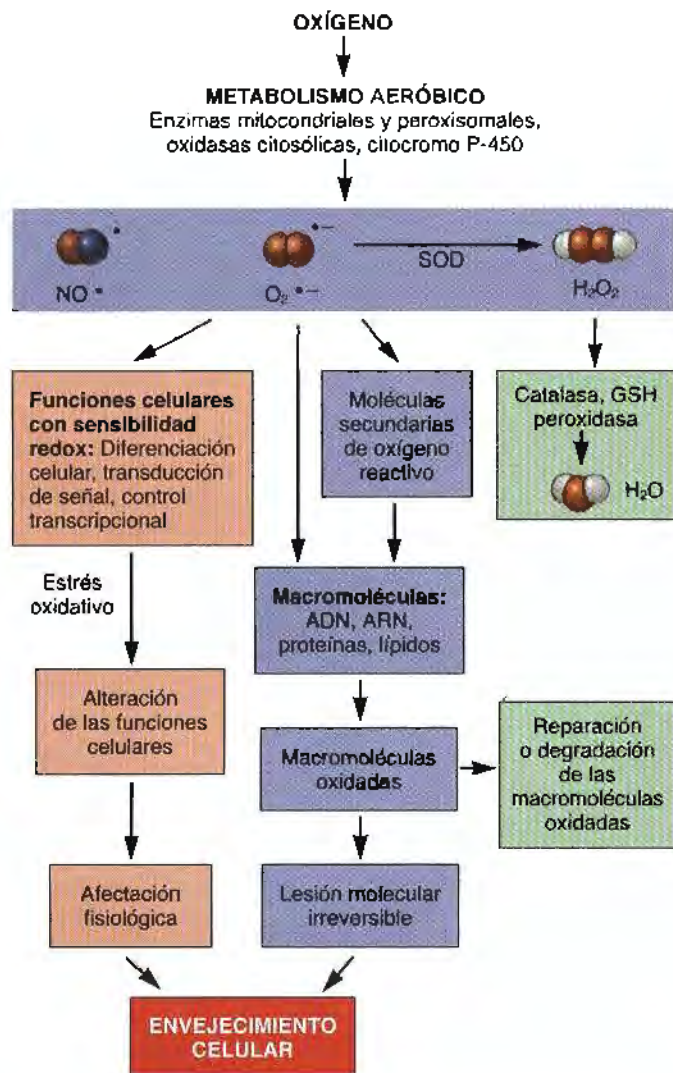 OXÍGENO
METABOLISMO AERÓBICO
Enzimas mitocondriales y peroxisomales,
oxidasas citosólicas, citocromo P-450
NO •
O₂ •−
SOD
H₂O₂
Funciones celulares
con sensibilidad
redox: Diferenciación
celular, transducción
de señal, control
transcripcional
Moléculas
secundarias
de oxígeno
reactivo
Catalasa, GSH
peroxidasa
H₂O
Estrés
oxidativo
Macromoléculas:
ADN, ARN,
proteínas, lípidos
Alteración
de las funciones
celulares
Macromoléculas
oxidadas
Reparación
o degradación
de las
macromoléculas
oxidadas
Afectación
fisiológica
Lesión molecular
irreversible
ENVEJECIMIENTO
CELULAR